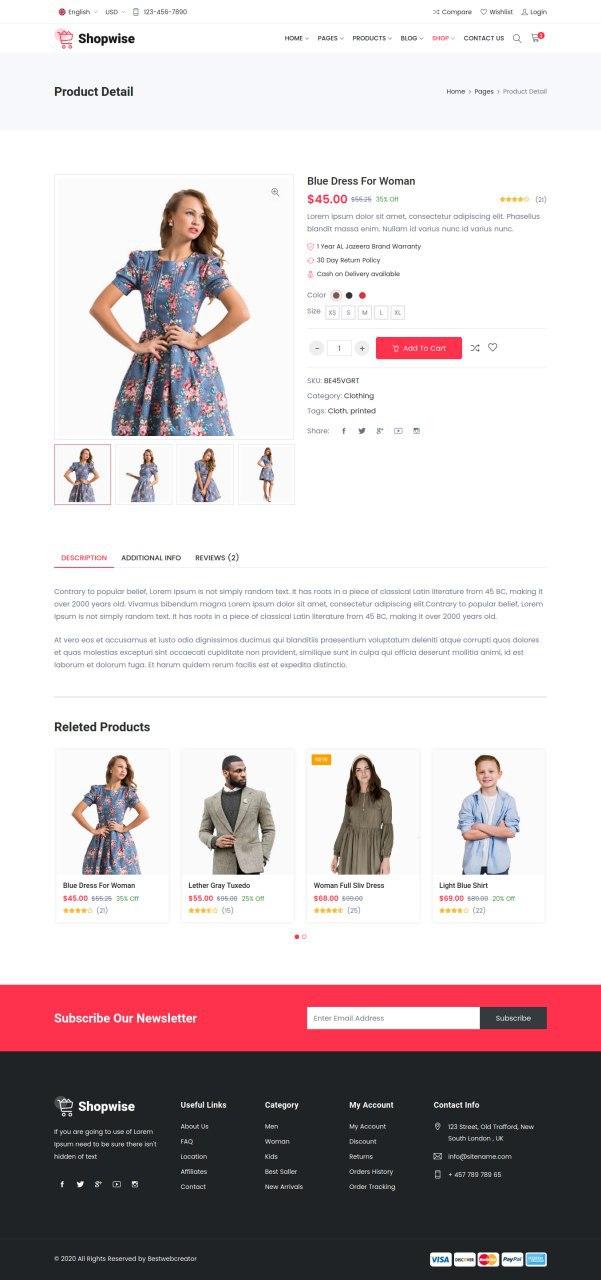 English USD 123-456-7890 Compare Wishlist Login
Shopwise HOME PAGES PRODUCTS BLOG SHOP CONTACT US
Product Detail Home > Pages > Product Detail
Blue Dress For Woman
$45.00 $55.25 35% Off (21)
Lorem ipsum dolor sit amet, consectetur adipiscing elit. Phasellus
blandit massa enim. Nullam id varius nunc id varius nunc.
1 Year AL Jazeera Brand Warranty
30 Day Return Policy
Cash on Delivery available
Color
Size XS S M L XL
- 1 + Add To Cart
SKU: BE45VGRT
Category: Clothing
Tags: Cloth, printed
Share:
DESCRIPTION ADDITIONAL INFO REVIEWS (2)
Contrary to popular belief, Lorem Ipsum is not simply random text. It has roots in a piece of classical Latin literature from 45 BC, making it
over 2000 years old. Vivamus bibendum magna Lorem ipsum dolor sit amet, consectetur adipiscing elit.Contrary to popular belief, Lorem
Ipsum is not simply random text. It has roots in a piece of classical Latin literature from 45 BC, making it over 2000 years old.
At vero eos et accusamus et iusto odio dignissimos ducimus qui blanditiis praesentium voluptatum deleniti atque corrupti quos dolores
et quas molestias excepturi sint occaecati cupiditate non provident, similique sunt in culpa qui officia deserunt mollitia animi, id est
laborum et dolorum fuga. Et harum quidem rerum facilis est et expedita distinctio.
Releted Products
NEW
Blue Dress For Woman Lether Gray Tuxedo Woman Full Sliv Dress Light Blue Shirt
$45.00 $55.25 35% Off $55.00 $95.00 25% Off $68.00 $99.00 $69.00 $89.00 20% Off
(21) (15) (25) (22)
Subscribe Our Newsletter Enter Email Address Subscribe
Shopwise Useful Links Category My Account Contact Info
If you are going to use of Lorem About Us Men My Account 123 Street, Old Trafford, New
Ipsum need to be sure there isn't FAQ Woman Discount South London , UK
hidden of text Location Kids Returns info@sitename.com
Affiliates Best Saller Orders History + 457 789 789 65
Contact New Arrivals Order Tracking
© 2020 All Rights Reserved by Bestwebcreator VISA DISCOVER PayPal